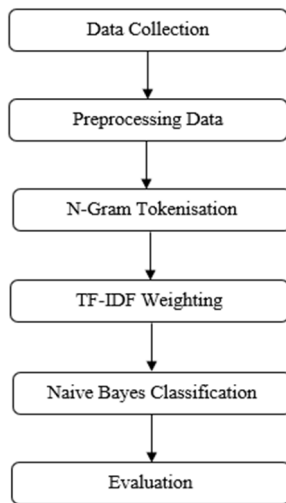 Data Collection
Preprocessing Data
N-Gram Tokenisation
TF-IDF Weighting
Naive Bayes Classification
Evaluation